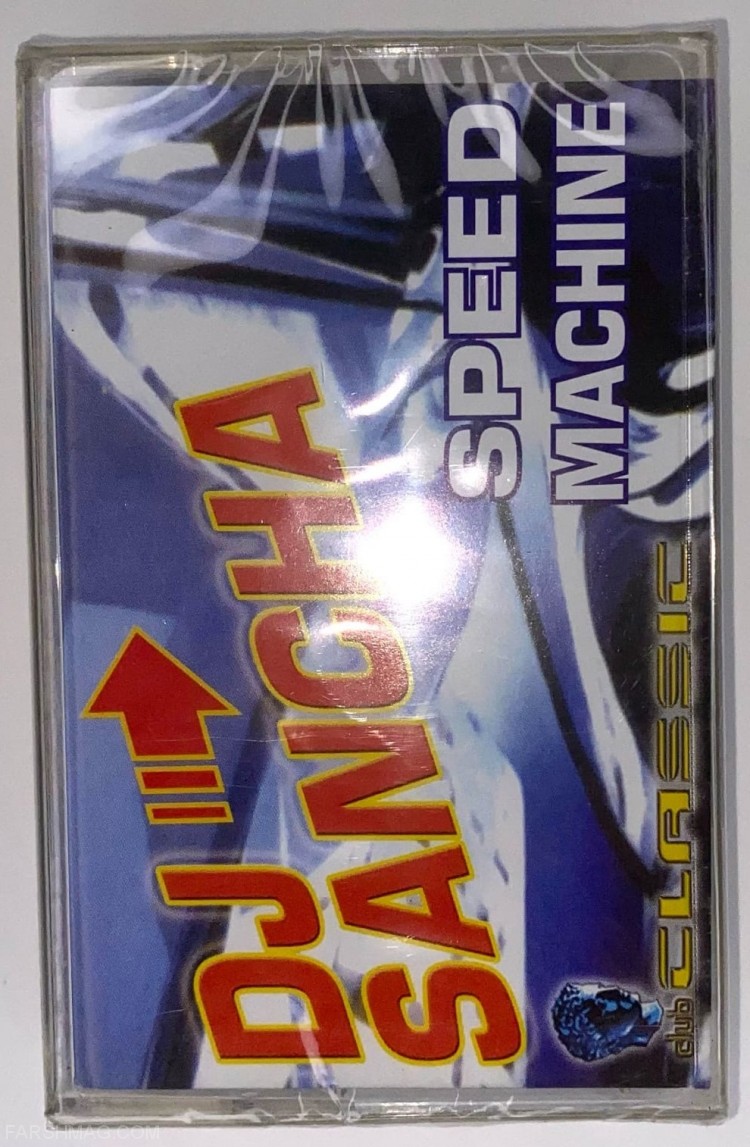 DJ
SANCHA
SPEED
MACHINE
club CLASSIC
FARSHMAG.COM